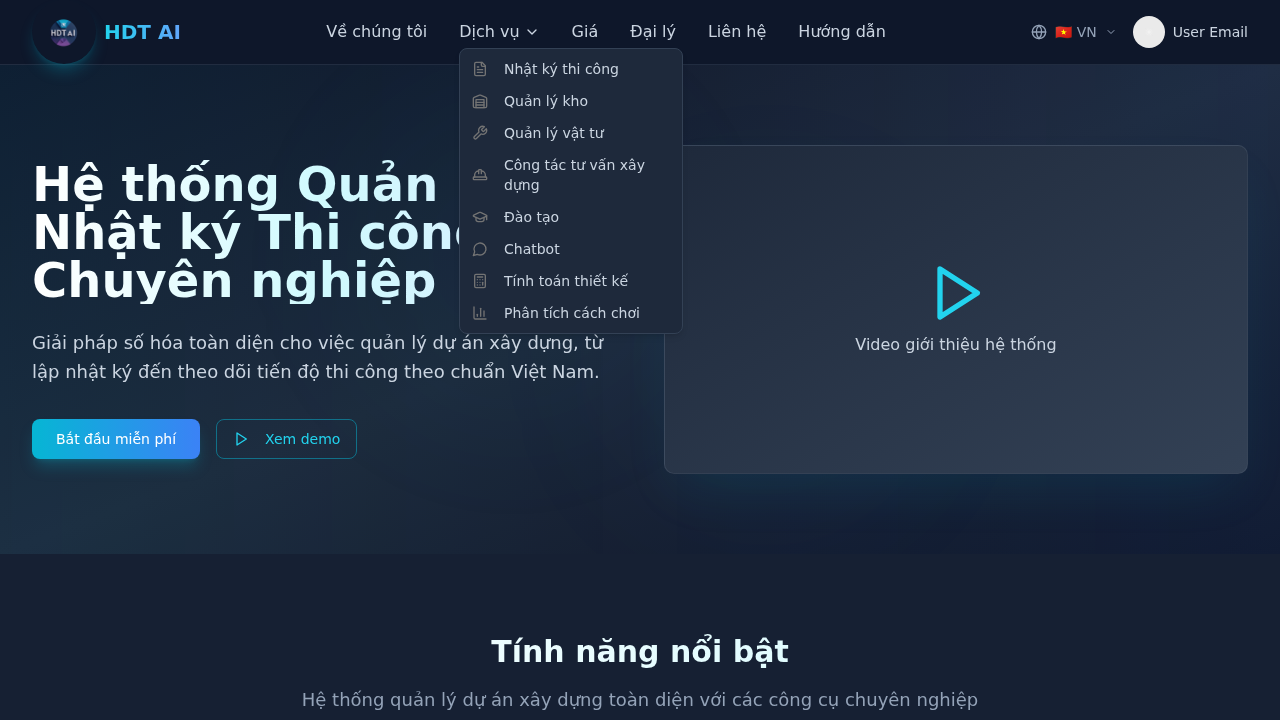 HDTAI
HDT AI
Về chúng tôi
Dịch vụ
Giá
Đại lý
Liên hệ
Hướng dẫn
VN
User Email
Nhật ký thi công
Quản lý kho
Quản lý vật tư
Công tác tư vấn xây
dựng
Đào tạo
Chatbot
Tính toán thiết kế
Phân tích cách chơi
Hệ thống Quản
Nhật ký Thi công
Chuyên nghiệp
Giải pháp số hóa toàn diện cho việc quản lý dự án xây dựng, từ
lập nhật ký đến theo dõi tiến độ thi công theo chuẩn Việt Nam.
Bắt đầu miễn phí
Xem demo
Video giới thiệu hệ thống
Tính năng nổi bật
Hệ thống quản lý dự án xây dựng toàn diện với các công cụ chuyên nghiệp